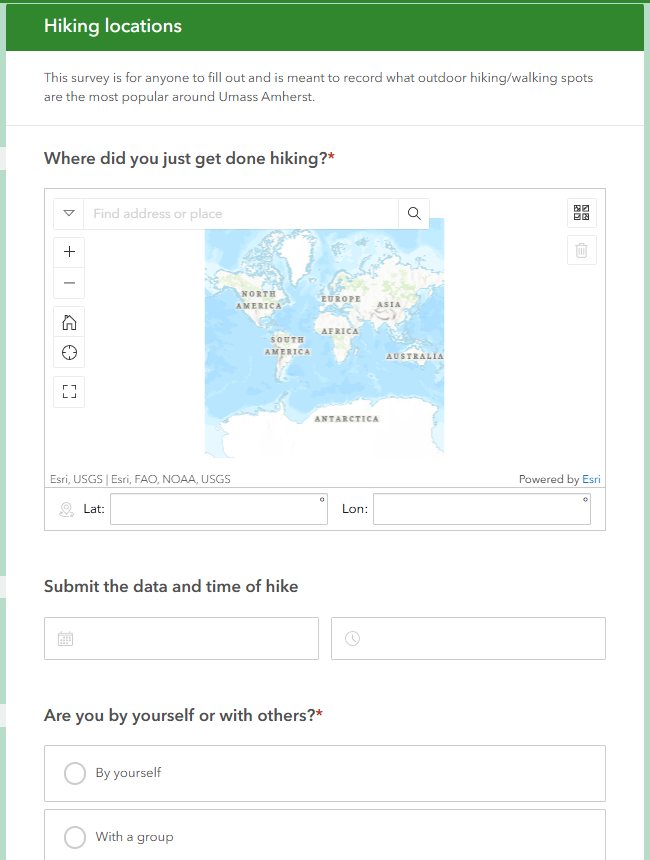 Hiking locations
This survey is for anyone to fill out and is meant to record what outdoor hiking/walking spots
are the most popular around Umass Amherst.
Where did you just get done hiking?*
Find address or place
NORTH
AMERICA
EUROPE
ASIA
AFRICA
SOUTH
AMERICA
AUSTRALIA
ANTARCTICA
Esri, USGS | Esri, FAO, NOAA, USGS
Powered by Esri
Lat: °
Lon: °
Submit the data and time of hike
Are you by yourself or with others?*
By yourself
With a group